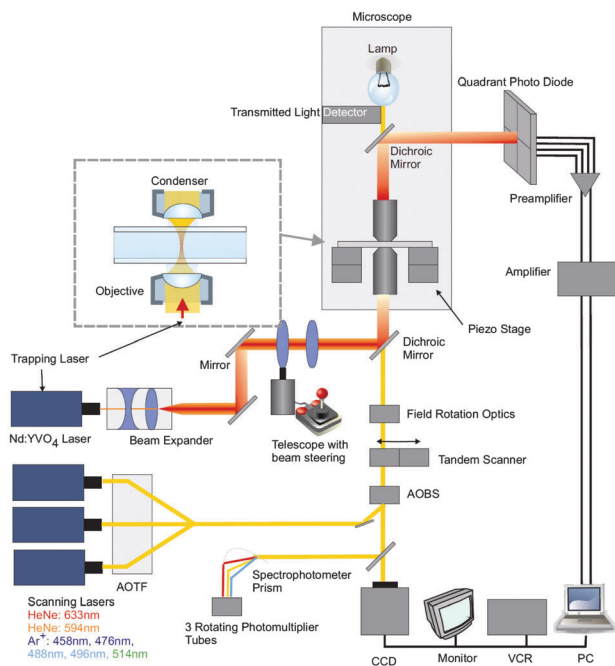 Microscope
Lamp
Quadrant Photo Diode
Transmitted Light
Detector
Dichroic
Mirror
Preamplifier
Condenser
Objective
Amplifier
Piezo Stage
Trapping Laser
Mirror
Dichroic
Mirror
Nd:YVO4 Laser
Beam Expander
Telescope with
beam steering
Field Rotation Optics
Tandem Scanner
AOBS
AOTF
Spectrophotometer
Prism
Scanning Lasers
HeNe: 633nm
HeNe: 594nm
Ar+: 458nm, 476nm,
488nm, 496nm, 514nm
3 Rotating Photomultiplier
Tubes
CCD
Monitor
VCR
PC